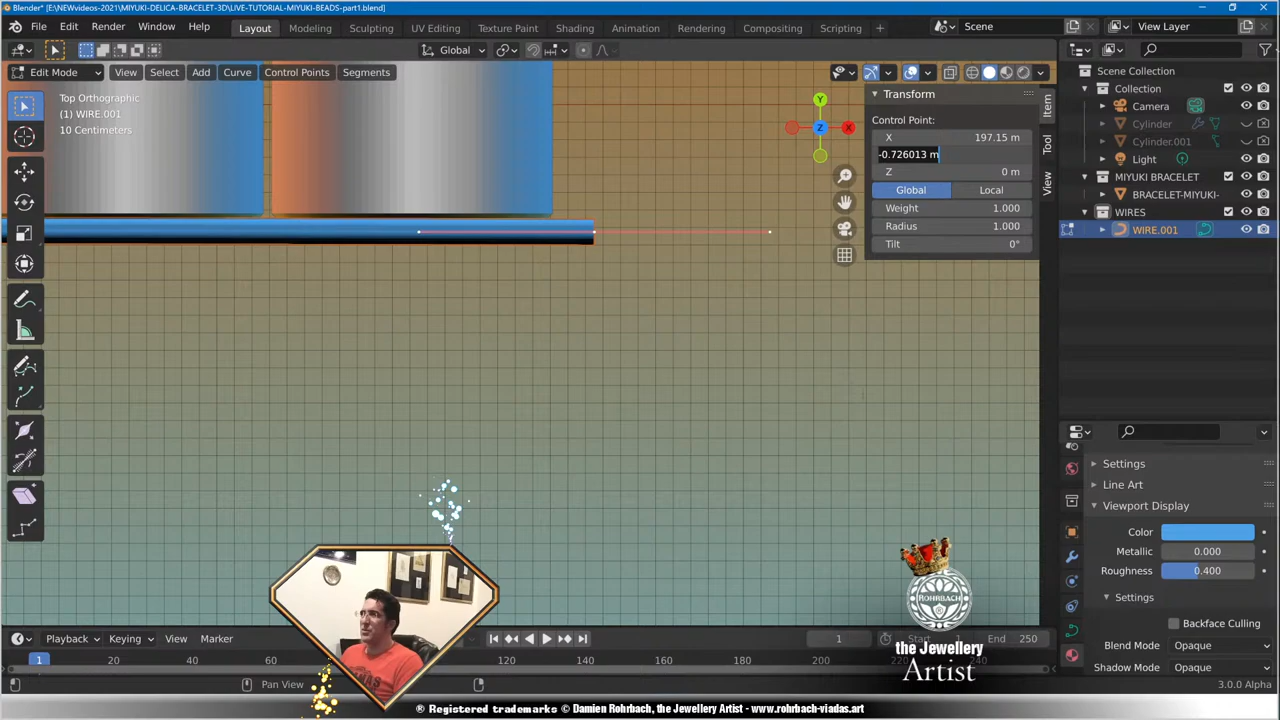 Blender* [E:\NEWvideos-2021\MIYUKI-DELICA-BRACELET-3D\LIVE-TUTORIAL-MIYUKI-BEADS-part1.blend]
File Edit Render Window Help Layout Modeling Sculpting UV Editing Texture Paint Shading Animation Rendering Compositing Scripting + Scene View Layer
Global
Edit Mode View Select Add Curve Control Points Segments
Top Orthographic
(1) WIRE.001
10 Centimeters
Y
Z
X
Transform
Control Point:
X 197.15 m
-0.726013 m
Z 0 m
Global Local
Weight 1.000
Radius 1.000
Tilt 0°
Item
Tool
View
Scene Collection
Collection
Camera
Cylinder
Cylinder.001
Light
MIYUKI BRACELET
BRACELET-MIYUKI-
WIRES
WIRE.001
Settings
Line Art
Viewport Display
Color
Metallic 0.000
Roughness 0.400
Settings
Backface Culling
Blend Mode Opaque
Shadow Mode Opaque
ROHRBACH
the Jewellery
Artist
Playback Keying View Marker 1 Start End 250
1 20 40 60 120 140 160 180 200 240
Pan View 3.0.0 Alpha
® Registered trademarks © Damien Rohrbach, the Jewellery Artist - www.rohrbach-viadas.art